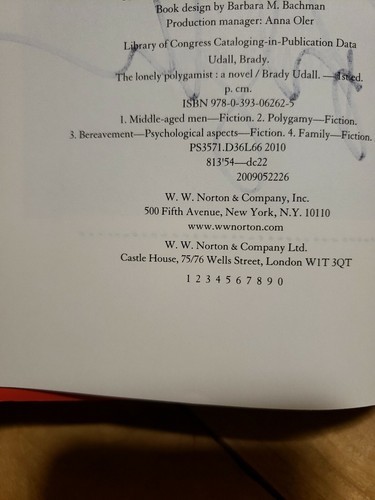 Book design by Barbara M. Bachman
Production manager: Anna Oler
Library of Congress Cataloging-in-Publication Data
Udall, Brady.
The lonely polygamist : a novel / Brady Udall. — 1st ed.
p. cm.
ISBN 978-0-393-06262-5
1. Middle-aged men—Fiction. 2. Polygamy—Fiction.
3. Bereavement—Psychological aspects—Fiction. 4. Family—Fiction.
PS3571.D36L66 2010
813'54—dc22
2009052226
W. W. Norton & Company, Inc.
500 Fifth Avenue, New York, N.Y. 10110
www.wwnorton.com
W. W. Norton & Company Ltd.
Castle House, 75/76 Wells Street, London W1T 3QT
1 2 3 4 5 6 7 8 9 0